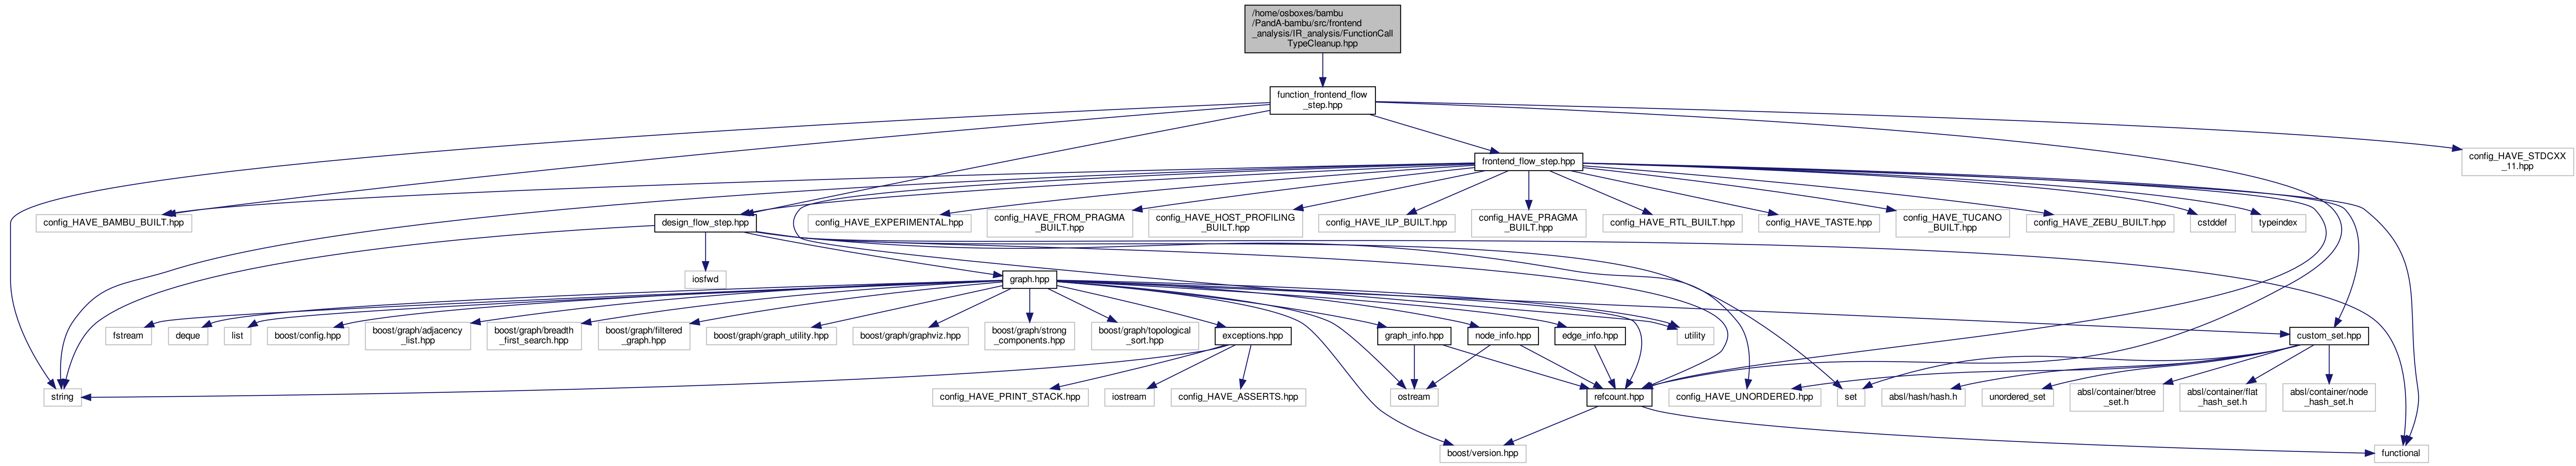 /home/osboxes/bambu
/PandA-bambu/src/frontend
_analysis/IR_analysis/FunctionCall
TypeCleanup.hpp
function_frontend_flow
_step.hpp
frontend_flow_step.hpp
config_HAVE_STDCXX
_11.hpp
config_HAVE_BAMBU_BUILT.hpp
design_flow_step.hpp
config_HAVE_EXPERIMENTAL.hpp
config_HAVE_FROM_PRAGMA
_BUILT.hpp
config_HAVE_HOST_PROFILING
_BUILT.hpp
config_HAVE_ILP_BUILT.hpp
config_HAVE_PRAGMA
_BUILT.hpp
config_HAVE_RTL_BUILT.hpp
config_HAVE_TASTE.hpp
config_HAVE_TUCANO
_BUILT.hpp
config_HAVE_ZEBU_BUILT.hpp
cstddef
typeindex
iosfwd
graph.hpp
fstream
deque
list
boost/config.hpp
boost/graph/adjacency
_list.hpp
boost/graph/breadth
_first_search.hpp
boost/graph/filtered
_graph.hpp
boost/graph/graph_utility.hpp
boost/graph/graphviz.hpp
boost/graph/strong
_components.hpp
boost/graph/topological
_sort.hpp
exceptions.hpp
graph_info.hpp
node_info.hpp
edge_info.hpp
utility
custom_set.hpp
string
config_HAVE_PRINT_STACK.hpp
iostream
config_HAVE_ASSERTS.hpp
ostream
refcount.hpp
config_HAVE_UNORDERED.hpp
set
absl/hash/hash.h
unordered_set
absl/container/btree
_set.h
absl/container/flat
_hash_set.h
absl/container/node
_hash_set.h
boost/version.hpp
functional